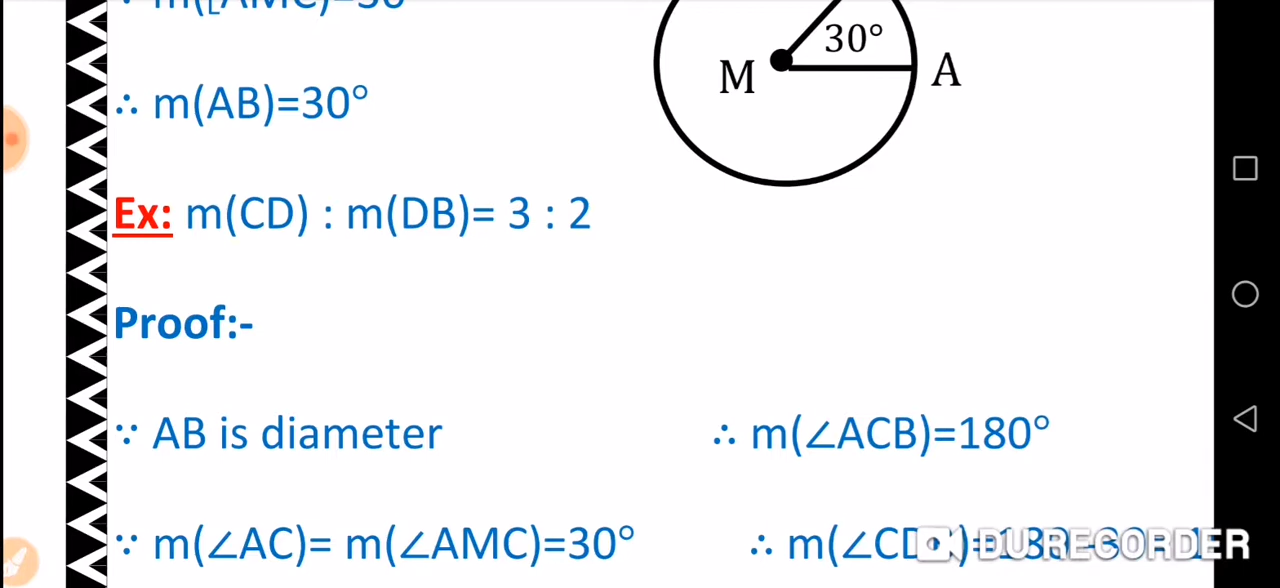 30°
M
A
∴ m(AB)=30°
Ex: m(CD) : m(DB)= 3 : 2
Proof:-
∵ AB is diameter ∴ m(∠ACB)=180°
∵ m(∠AC)= m(∠AMC)=30° ∴
DU RECORDER